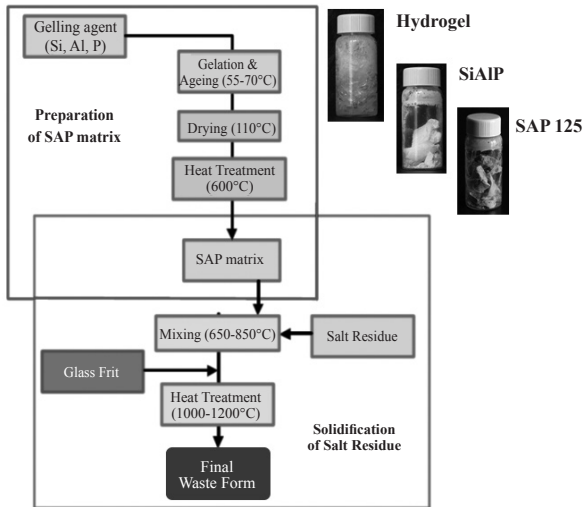 Gelling agent
(Si, Al, P)
Gelation &
Ageing (55-70°C)
Preparation
of SAP matrix
Drying (110°C)
Heat Treatment
(600°C)
SAP matrix
Hydrogel
SiAlP
SAP 125
Mixing (650-850°C)
Salt Residue
Glass Frit
Heat Treatment
(1000-1200°C)
Solidification
of Salt Residue
Final
Waste Form